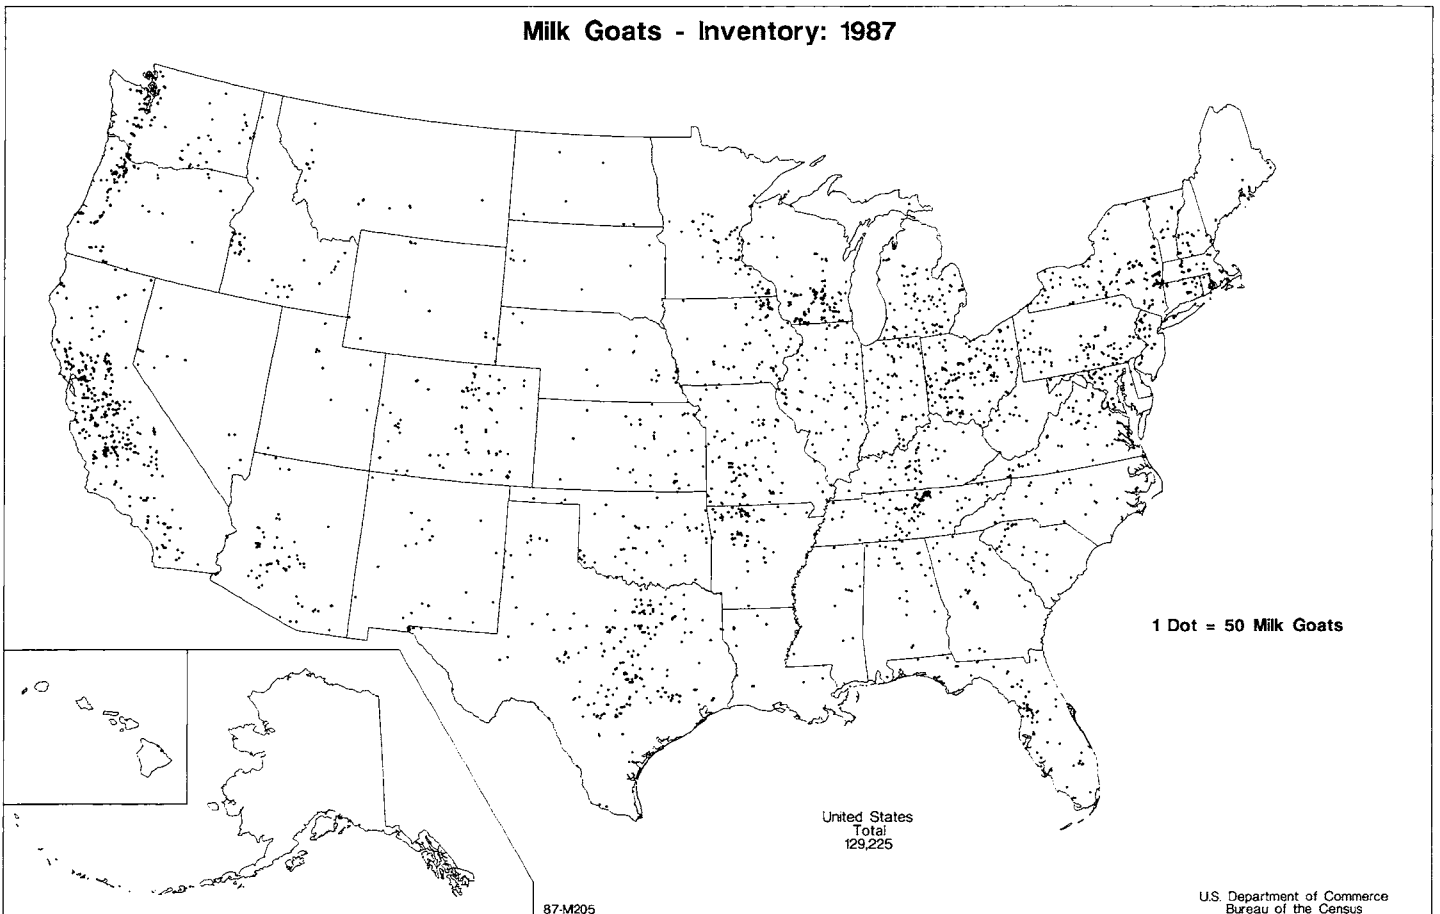 Milk Goats - Inventory: 1987
1 Dot = 50 Milk Goats
United States
Total
129,225
87-M205
U.S. Department of Commerce
Bureau of the Census